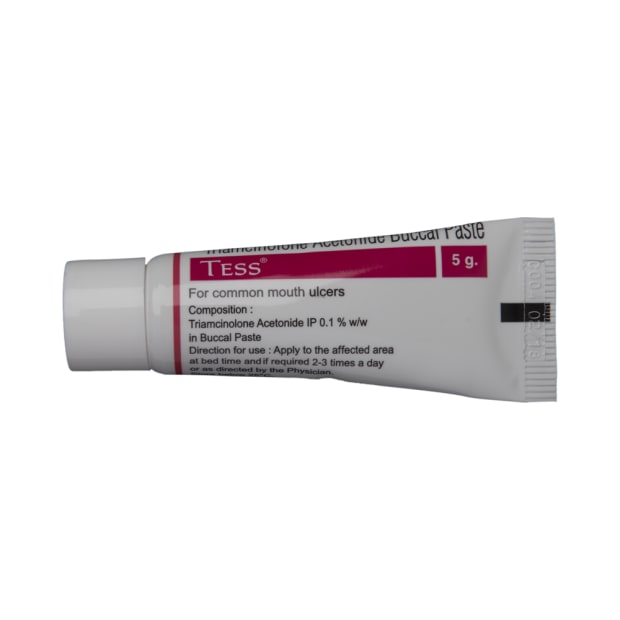 Triamcinolone Acetonide Buccal Paste
TESS® 5 g.
For common mouth ulcers
Composition :
Triamcinolone Acetonide IP 0.1 % w/w
in Buccal Paste
Direction for use : Apply to the affected area
at bed time and if required 2-3 times a day
or as directed by the Physician.